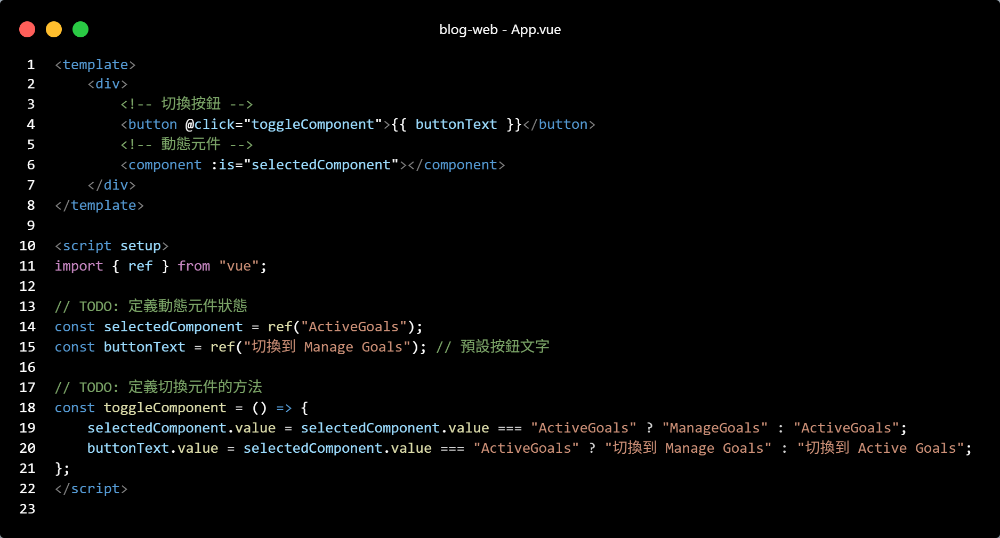 blog-web - App.vue
1 <template>
2     <div>
3         <!-- 切換按鈕 -->
4         <button @click="toggleComponent">{{ buttonText }}</button>
5         <!-- 動態元件 -->
6         <component :is="selectedComponent"></component>
7     </div>
8 </template>
9
10 <script setup>
11 import { ref } from "vue";
12
13 // TODO: 定義動態元件狀態
14 const selectedComponent = ref("ActiveGoals");
15 const buttonText = ref("切換到 Manage Goals"); // 預設按鈕文字
16
17 // TODO: 定義切換元件的方法
18 const toggleComponent = () => {
19     selectedComponent.value = selectedComponent.value === "ActiveGoals" ? "ManageGoals" : "ActiveGoals";
20     buttonText.value = selectedComponent.value === "ActiveGoals" ? "切換到 Manage Goals" : "切換到 Active Goals";
21 };
22 </script>
23